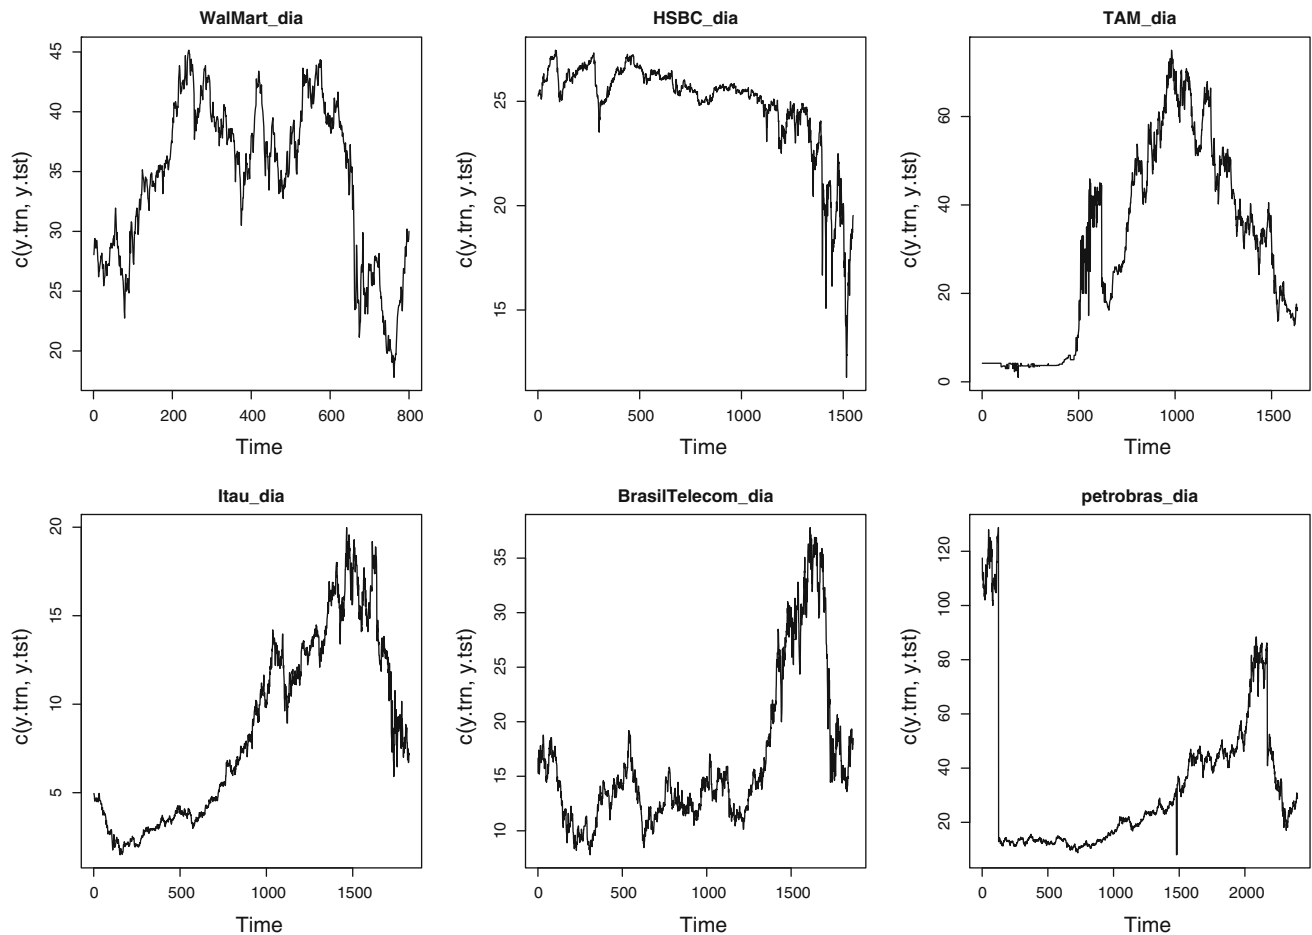 WalMart_dia
c(y.trn, y.tst)
45
40
35
30
25
20
0 200 400 600 800
Time
HSBC_dia
c(y.trn, y.tst)
25
20
15
0 500 1000 1500
Time
TAM_dia
c(y.trn, y.tst)
60
40
20
0
0 500 1000 1500
Time
Itau_dia
c(y.trn, y.tst)
20
15
10
5
0 500 1000 1500
Time
BrasilTelecom_dia
c(y.trn, y.tst)
35
30
25
20
15
10
0 500 1000 1500
Time
petrobras_dia
c(y.trn, y.tst)
120
100
80
60
40
20
0 500 1000 1500 2000
Time